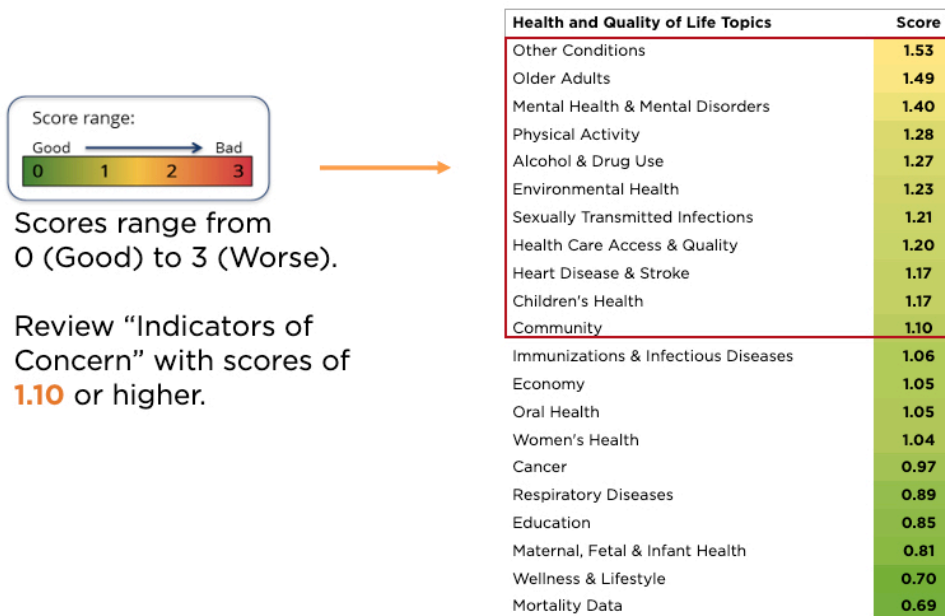 Score range:
Good Bad
0 1 2 3
Scores range from
0 (Good) to 3 (Worse).
Review “Indicators of
Concern” with scores of
1.10 or higher.
Health and Quality of Life Topics Score
Other Conditions 1.53
Older Adults 1.49
Mental Health & Mental Disorders 1.40
Physical Activity 1.28
Alcohol & Drug Use 1.27
Environmental Health 1.23
Sexually Transmitted Infections 1.21
Health Care Access & Quality 1.20
Heart Disease & Stroke 1.17
Children's Health 1.17
Community 1.10
Immunizations & Infectious Diseases 1.06
Economy 1.05
Oral Health 1.05
Women's Health 1.04
Cancer 0.97
Respiratory Diseases 0.89
Education 0.85
Maternal, Fetal & Infant Health 0.81
Wellness & Lifestyle 0.70
Mortality Data 0.69